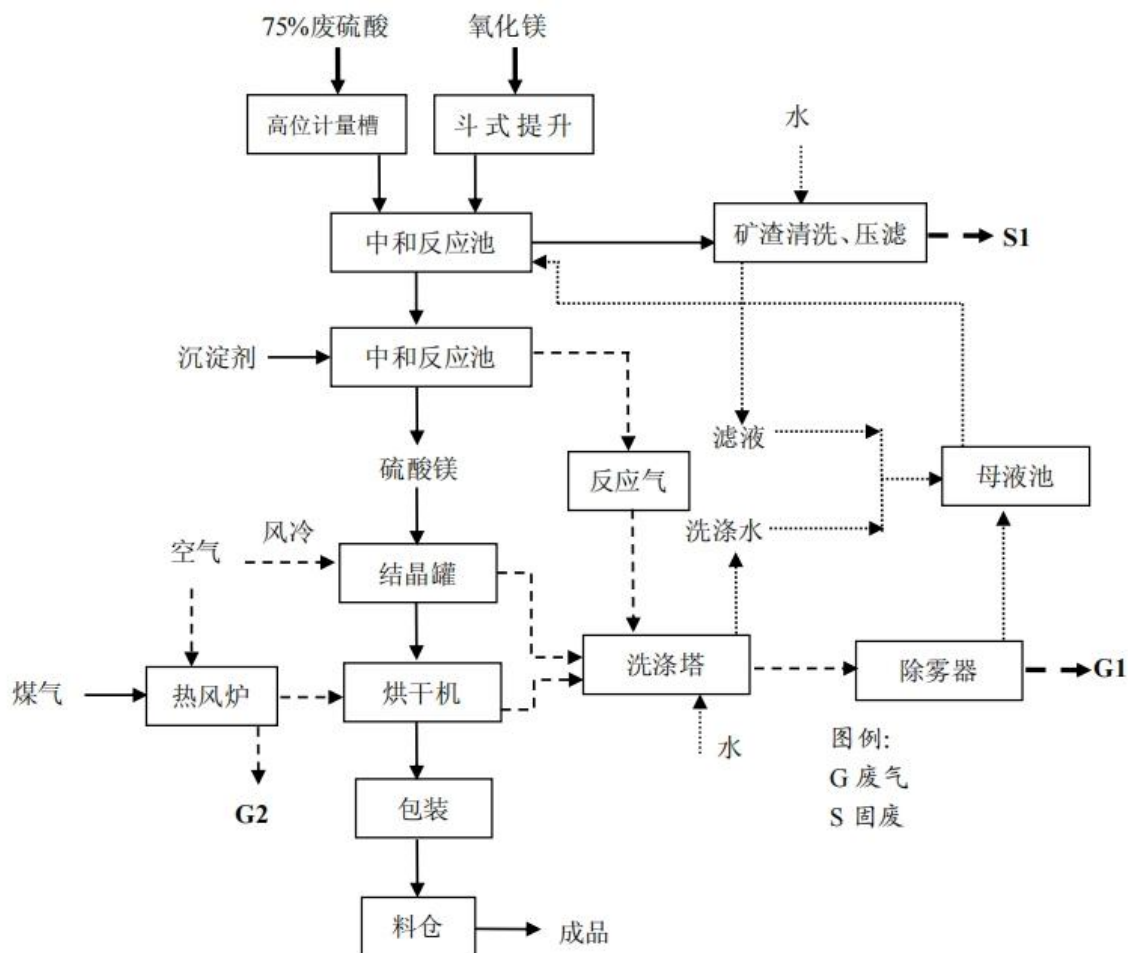 75%废硫酸
氧化镁
高位计量槽
斗式提升
水
中和反应池
矿渣清洗、压滤
S1
沉淀剂
中和反应池
滤液
硫酸镁
反应气
母液池
风冷
洗涤水
空气
结晶罐
洗涤塔
除雾器
G1
煤气
热风炉
烘干机
水
图例:
G 废气
G2
包装
S 固废
料仓
成品